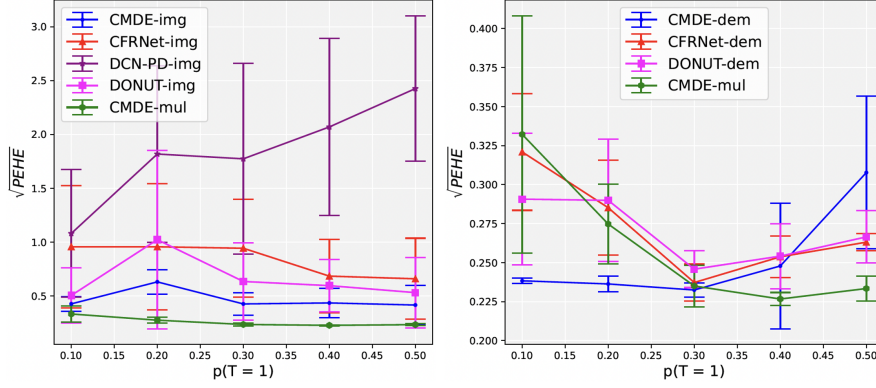 CMDE-img
CFRNet-img
DCN-PD-img
DONUT-img
CMDE-mul
3.0
2.5
2.0
1.5
1.0
0.5
√PEHE
0.10 0.15 0.20 0.25 0.30 0.35 0.40 0.45 0.50
p(T = 1)
CMDE-dem
CFRNet-dem
DONUT-dem
CMDE-mul
0.400
0.375
0.350
0.325
0.300
0.275
0.250
0.225
0.200
√PEHE
0.10 0.15 0.20 0.25 0.30 0.35 0.40 0.45 0.50
p(T = 1)